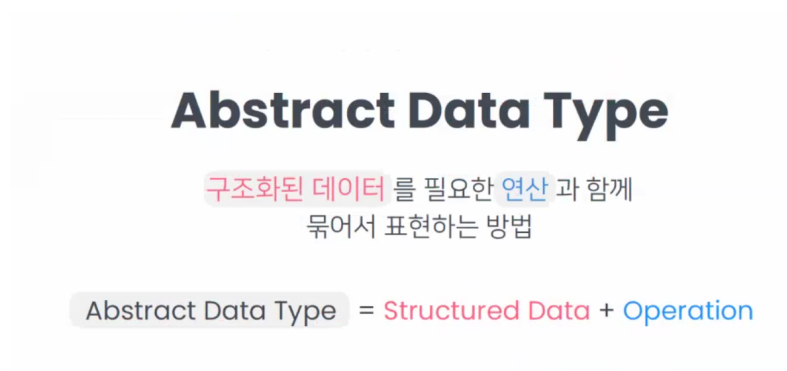 Abstract Data Type
구조화된 데이터 를 필요한 연산 과 함께
묶어서 표현하는 방법
Abstract Data Type = Structured Data + Operation